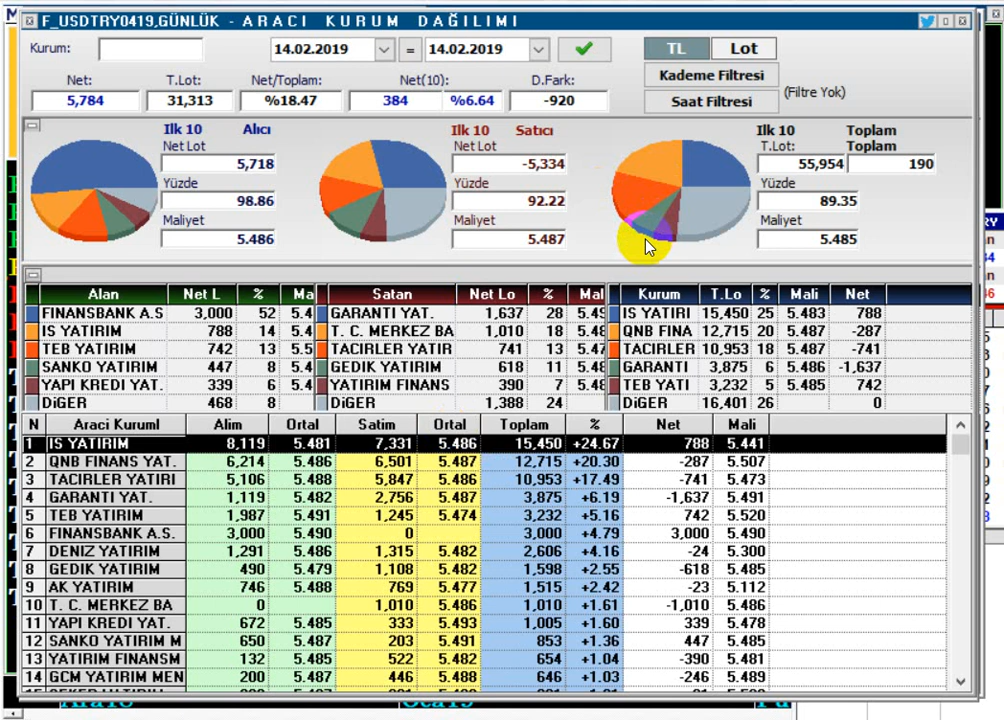 F_USDTRY0419,GÜNLÜK - ARACI KURUM DAĞILIMI
Kurum: 14.02.2019 = 14.02.2019 TL Lot
Kademe Filtresi
Saat Filtresi (Filtre Yok)
Net: T.Lot: Net/Toplam: Net(10): D.Fark:
5,784 31,313 %18.47 384 %6.64 -920
Ilk 10 Alıcı
Net Lot
5,718
Yüzde
98.86
Maliyet
5.486
Ilk 10 Satıcı
Net Lot
-5,334
Yüzde
92.22
Maliyet
5.487
Ilk 10 Toplam
T.Lot: Toplam
55,954 190
Yüzde
89.35
Maliyet
5.485
Alan Net L % Ma
FINANSBANK A.S 3,000 52 5.4
IS YATIRIM 788 14 5.4
TEB YATIRIM 742 13 5.5
SANKO YATIRIM 447 8 5.4
YAPI KREDI YAT. 339 6 5.4
DiGER 468 8
Satan Net Lo % Mal
GARANTI YAT. 1,637 28 5.49
T. C. MERKEZ BA 1,010 18 5.48
TACIRLER YATIR 741 13 5.47
GEDIK YATIRIM 618 11 5.48
YATIRIM FINANS 390 7 5.48
DiGER 1,388 24
Kurum T.Lo % Mali Net
IS YATIRI 15,450 25 5.483 788
QNB FINA 12,715 20 5.487 -287
TACIRLER 10,953 18 5.487 -741
GARANTI 3,875 6 5.486 -1,637
TEB YATI 3,232 5 5.485 742
DiGER 16,401 26 0
N Araci Kuruml Alim Ortal Satim Ortal Toplam % Net Mali
1 IS YATIRIM 8,119 5.481 7,331 5.486 15,450 +24.67 788 5.441
2 QNB FINANS YAT. 6,214 5.486 6,501 5.487 12,715 +20.30 -287 5.507
3 TACIRLER YATIRI 5,106 5.488 5,847 5.486 10,953 +17.49 -741 5.473
4 GARANTI YAT. 1,119 5.482 2,756 5.487 3,875 +6.19 -1,637 5.491
5 TEB YATIRIM 1,987 5.491 1,245 5.474 3,232 +5.16 742 5.520
6 FINANSBANK A.S. 3,000 5.490 0 3,000 +4.79 3,000 5.490
7 DENIZ YATIRIM 1,291 5.486 1,315 5.482 2,606 +4.16 -24 5.300
8 GEDIK YATIRIM 490 5.479 1,108 5.482 1,598 +2.55 -618 5.485
9 AK YATIRIM 746 5.488 769 5.477 1,515 +2.42 -23 5.112
10 T. C. MERKEZ BA 0 1,010 5.486 1,010 +1.61 -1,010 5.486
11 YAPI KREDI YAT. 672 5.485 333 5.493 1,005 +1.60 339 5.478
12 SANKO YATIRIM M 650 5.487 203 5.491 853 +1.36 447 5.485
13 YATIRIM FINANSM 132 5.485 522 5.482 654 +1.04 -390 5.481
14 GCM YATIRIM MEN 200 5.487 446 5.488 646 +1.03 -246 5.489